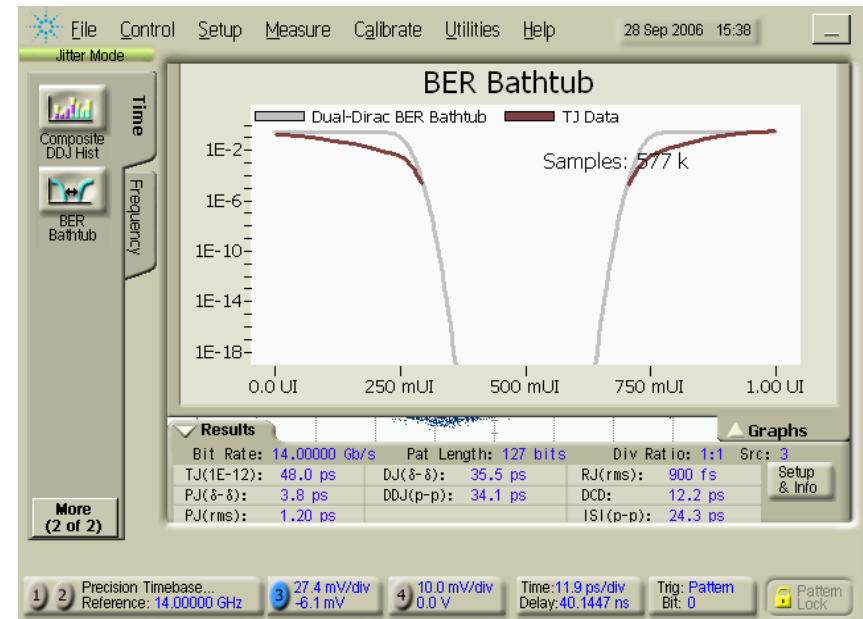 File Control Setup Measure Calibrate Utilities Help 28 Sep 2006 15:38
Jitter Mode
Composite
DDJ Hist
BER
Bathtub
Time
Frequency
More
(2 of 2)
BER Bathtub
Dual-Dirac BER Bathtub TJ Data
Samples: 577 k
1E-2
1E-6
1E-10
1E-14
1E-18
0.0 UI 250 mUI 500 mUI 750 mUI 1.00 UI
Results Graphs
Bit Rate: 14.00000 Gb/s Pat Length: 127 bits Div Ratio: 1:1 Src: 3
TJ(1E-12): 48.0 ps DJ(δ-δ): 35.5 ps RJ(rms): 900 fs
PJ(δ-δ): 3.8 ps DDJ(p-p): 34.1 ps DCD: 12.2 ps
PJ(rms): 1.20 ps ISI(p-p): 24.3 ps
Setup
& Info
1 2 Precision Timebase...
Reference: 14.00000 GHz
3 27.4 mV/div
-6.1 mV
4 10.0 mV/div
0.0 V
Time:11.9 ps/div
Delay:40.1447 ns
Trig: Pattern
Bit: 0
Pattern
Lock